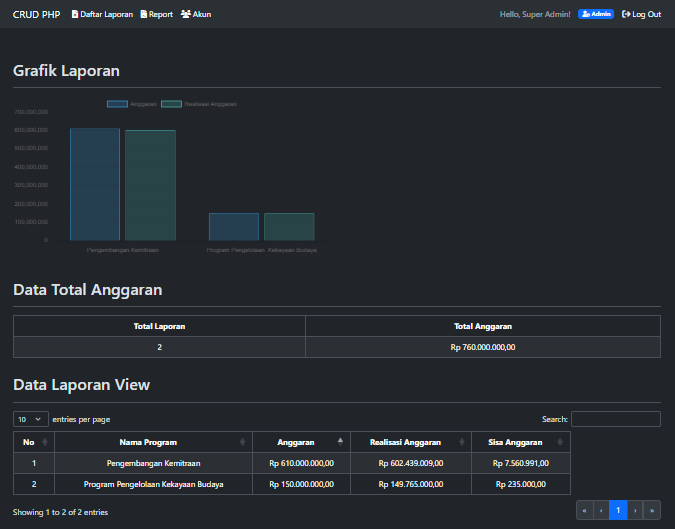 CRUD PHP Daftar Laporan Report Akun Hello, Super Admin! Admin Log Out
Grafik Laporan
Anggaran Realisasi Anggaran
700,000,000
600,000,000
500,000,000
400,000,000
300,000,000
200,000,000
100,000,000
0
Pengembangan Kemitraan Program Pengelolaan Kekayaan Budaya
Data Total Anggaran
Total Laporan Total Anggaran
2 Rp 760.000.000,00
Data Laporan View
10 entries per page Search:
No Nama Program Anggaran Realisasi Anggaran Sisa Anggaran
1 Pengembangan Kemitraan Rp 610.000.000,00 Rp 602.439.009,00 Rp 7.560.991,00
2 Program Pengelolaan Kekayaan Budaya Rp 150.000.000,00 Rp 149.765.000,00 Rp 235.000,00
Showing 1 to 2 of 2 entries « ‹ 1 › »